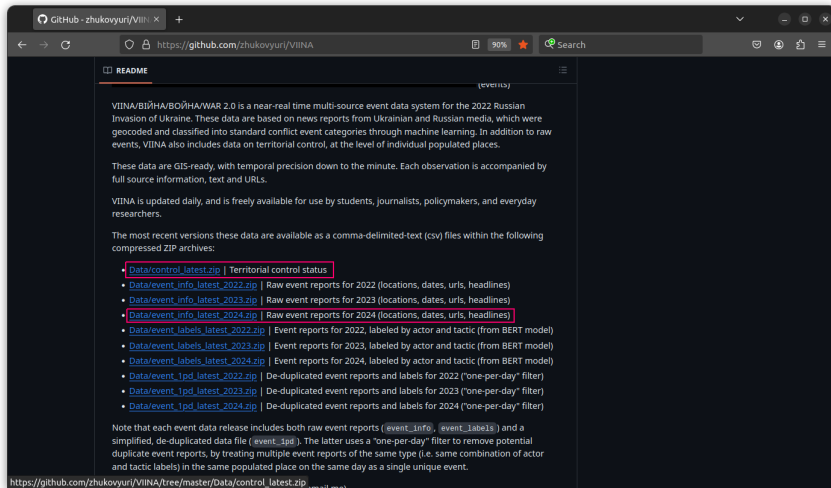 GitHub - zhukovyuri/VIIN
https://github.com/zhukovyuri/VIINA
90%
Search
README
(events)
VIINA/ВІЙНА/ВОЙНА/WAR 2.0 is a near-real time multi-source event data system for the 2022 Russian
Invasion of Ukraine. These data are based on news reports from Ukrainian and Russian media, which were
geocoded and classified into standard conflict event categories through machine learning. In addition to raw
events, VIINA also includes data on territorial control, at the level of individual populated places.
These data are GIS-ready, with temporal precision down to the minute. Each observation is accompanied by
full source information, text and URLs.
VIINA is updated daily, and is freely available for use by students, journalists, policymakers, and everyday
researchers.
The most recent versions these data are available as a comma-delimited-text (csv) files within the following
compressed ZIP archives:
• Data/control_latest.zip | Territorial control status
• Data/event_info_latest_2022.zip | Raw event reports for 2022 (locations, dates, urls, headlines)
• Data/event_info_latest_2023.zip | Raw event reports for 2023 (locations, dates, urls, headlines)
• Data/event_info_latest_2024.zip | Raw event reports for 2024 (locations, dates, urls, headlines)
• Data/event_labels_latest_2022.zip | Event reports for 2022, labeled by actor and tactic (from BERT model)
• Data/event_labels_latest_2023.zip | Event reports for 2023, labeled by actor and tactic (from BERT model)
• Data/event_labels_latest_2024.zip | Event reports for 2024, labeled by actor and tactic (from BERT model)
• Data/event_1pd_latest_2022.zip | De-duplicated event reports and labels for 2022 ("one-per-day" filter)
• Data/event_1pd_latest_2023.zip | De-duplicated event reports and labels for 2023 ("one-per-day" filter)
• Data/event_1pd_latest_2024.zip | De-duplicated event reports and labels for 2024 ("one-per-day" filter)
Note that each event data release includes both raw event reports ( event_info , event_labels ) and a
simplified, de-duplicated data file ( event_1pd ). The latter uses a "one-per-day" filter to remove potential
duplicate event reports, by treating multiple event reports of the same type (i.e. same combination of actor
and tactic labels) in the same populated place on the same day as a single unique event.
https://github.com/zhukovyuri/VIINA/tree/master/Data/control_latest.zip